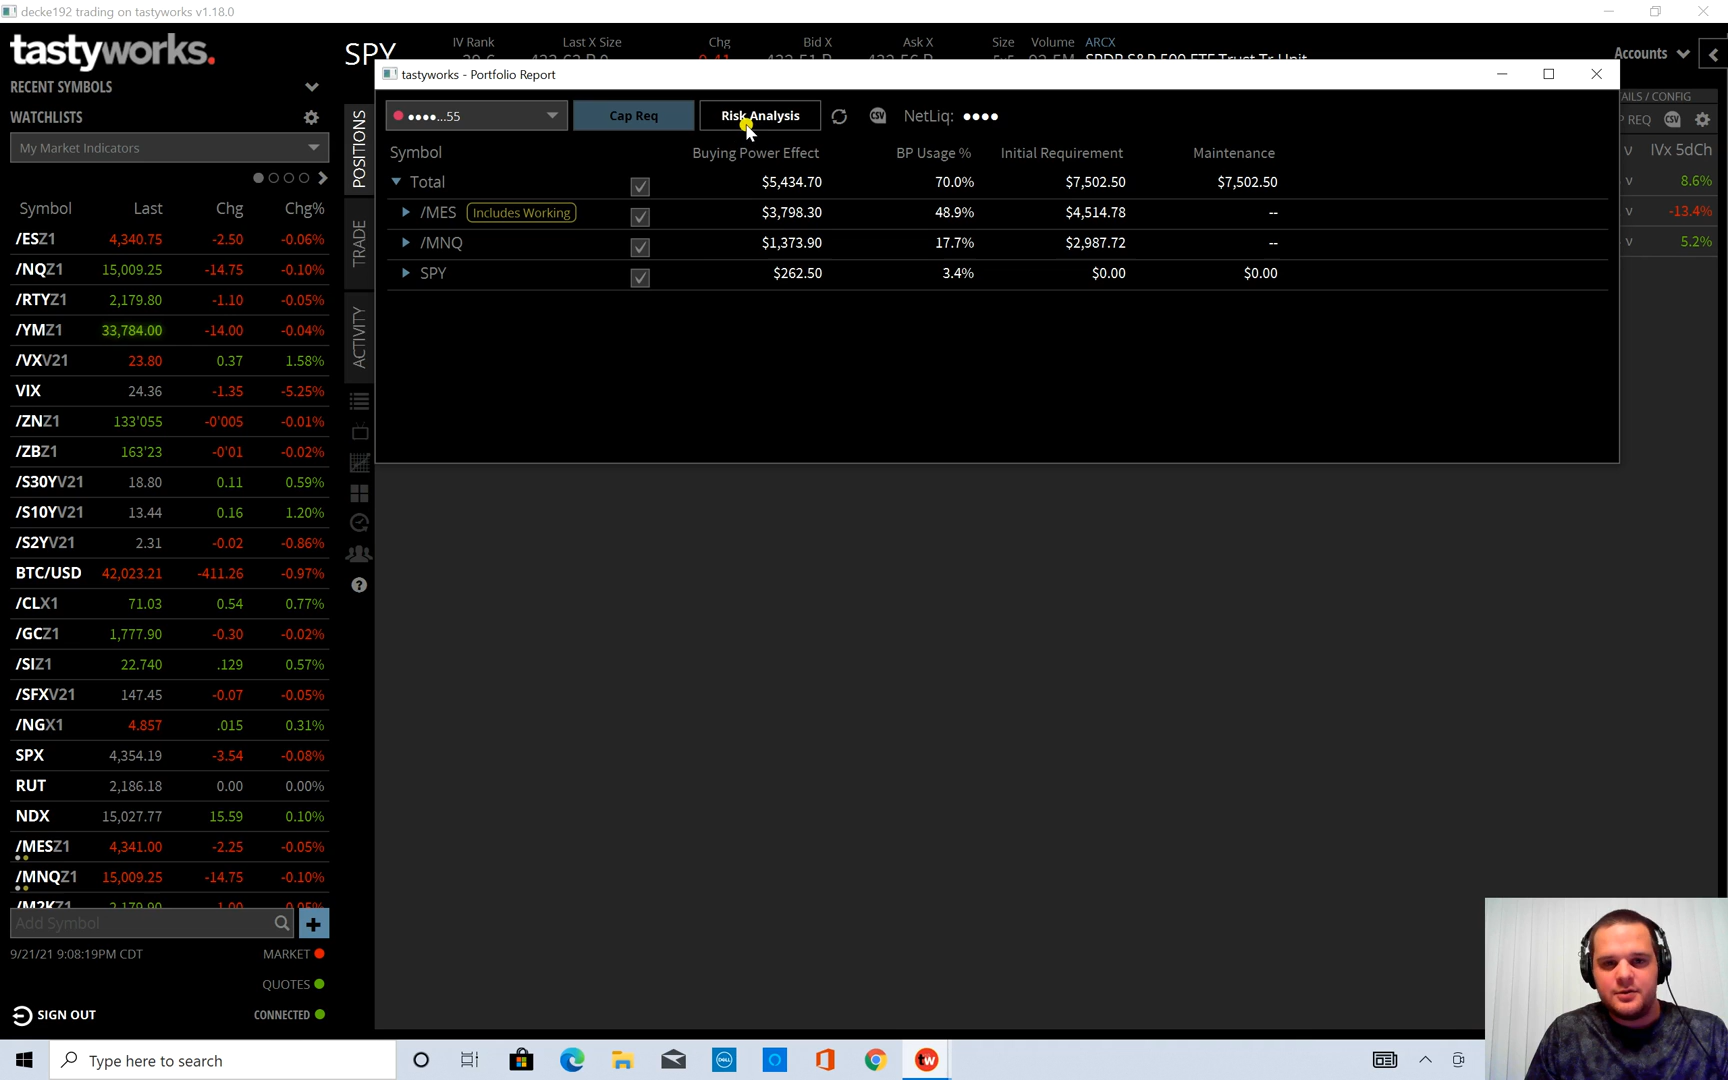 decke192 trading on tastyworks v1.18.0
tastyworks.
SPY
IV Rank Last X Size Chg Bid X Ask X Size Volume ARCX
Accounts
tastyworks - Portfolio Report
RECENT SYMBOLS
WATCHLISTS
My Market Indicators
POSITIONS
TRADE
ACTIVITY
●●●●...55 Cap Req Risk Analysis CSV NetLiq: ●●●●
Symbol Buying Power Effect BP Usage % Initial Requirement Maintenance
Total $5,434.70 70.0% $7,502.50 $7,502.50
/MES Includes Working $3,798.30 48.9% $4,514.78 --
/MNQ $1,373.90 17.7% $2,987.72 --
SPY $262.50 3.4% $0.00 $0.00
AILS / CONFIG
REQ CSV
IVx 5dCh
8.6%
-13.4%
5.2%
Symbol Last Chg Chg%
/ESZ1 4,340.75 -2.50 -0.06%
/NQZ1 15,009.25 -14.75 -0.10%
/RTYZ1 2,179.80 -1.10 -0.05%
/YMZ1 33,784.00 -14.00 -0.04%
/VXV21 23.80 0.37 1.58%
VIX 24.36 -1.35 -5.25%
/ZNZ1 133'055 -0'005 -0.01%
/ZBZ1 163'23 -0'01 -0.02%
/S30YV21 18.80 0.11 0.59%
/S10YV21 13.44 0.16 1.20%
/S2YV21 2.31 -0.02 -0.86%
BTC/USD 42,023.21 -411.26 -0.97%
/CLX1 71.03 0.54 0.77%
/GCZ1 1,777.90 -0.30 -0.02%
/SIZ1 22.740 .129 0.57%
/SFXV21 147.45 -0.07 -0.05%
/NGX1 4.857 .015 0.31%
SPX 4,354.19 -3.54 -0.08%
RUT 2,186.18 0.00 0.00%
NDX 15,027.77 15.59 0.10%
/MESZ1 4,341.00 -2.25 -0.05%
/MNQZ1 15,009.25 -14.75 -0.10%
Add Symbol
9/21/21 9:08:19PM CDT MARKET
QUOTES
SIGN OUT CONNECTED
Type here to search
DELL
tw